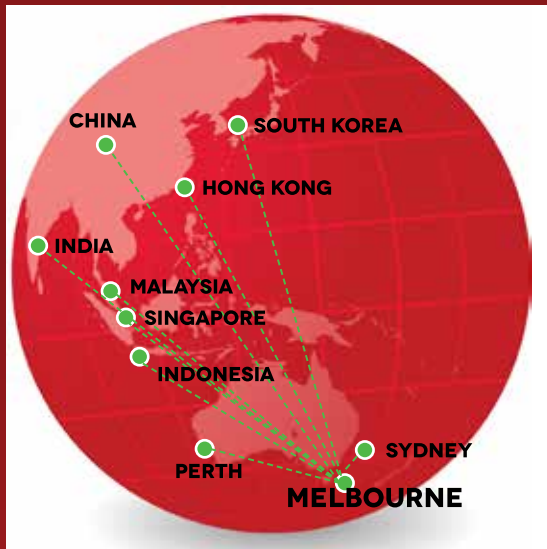 CHINA
SOUTH KOREA
HONG KONG
INDIA
MALAYSIA
SINGAPORE
INDONESIA
SYDNEY
PERTH
MELBOURNE